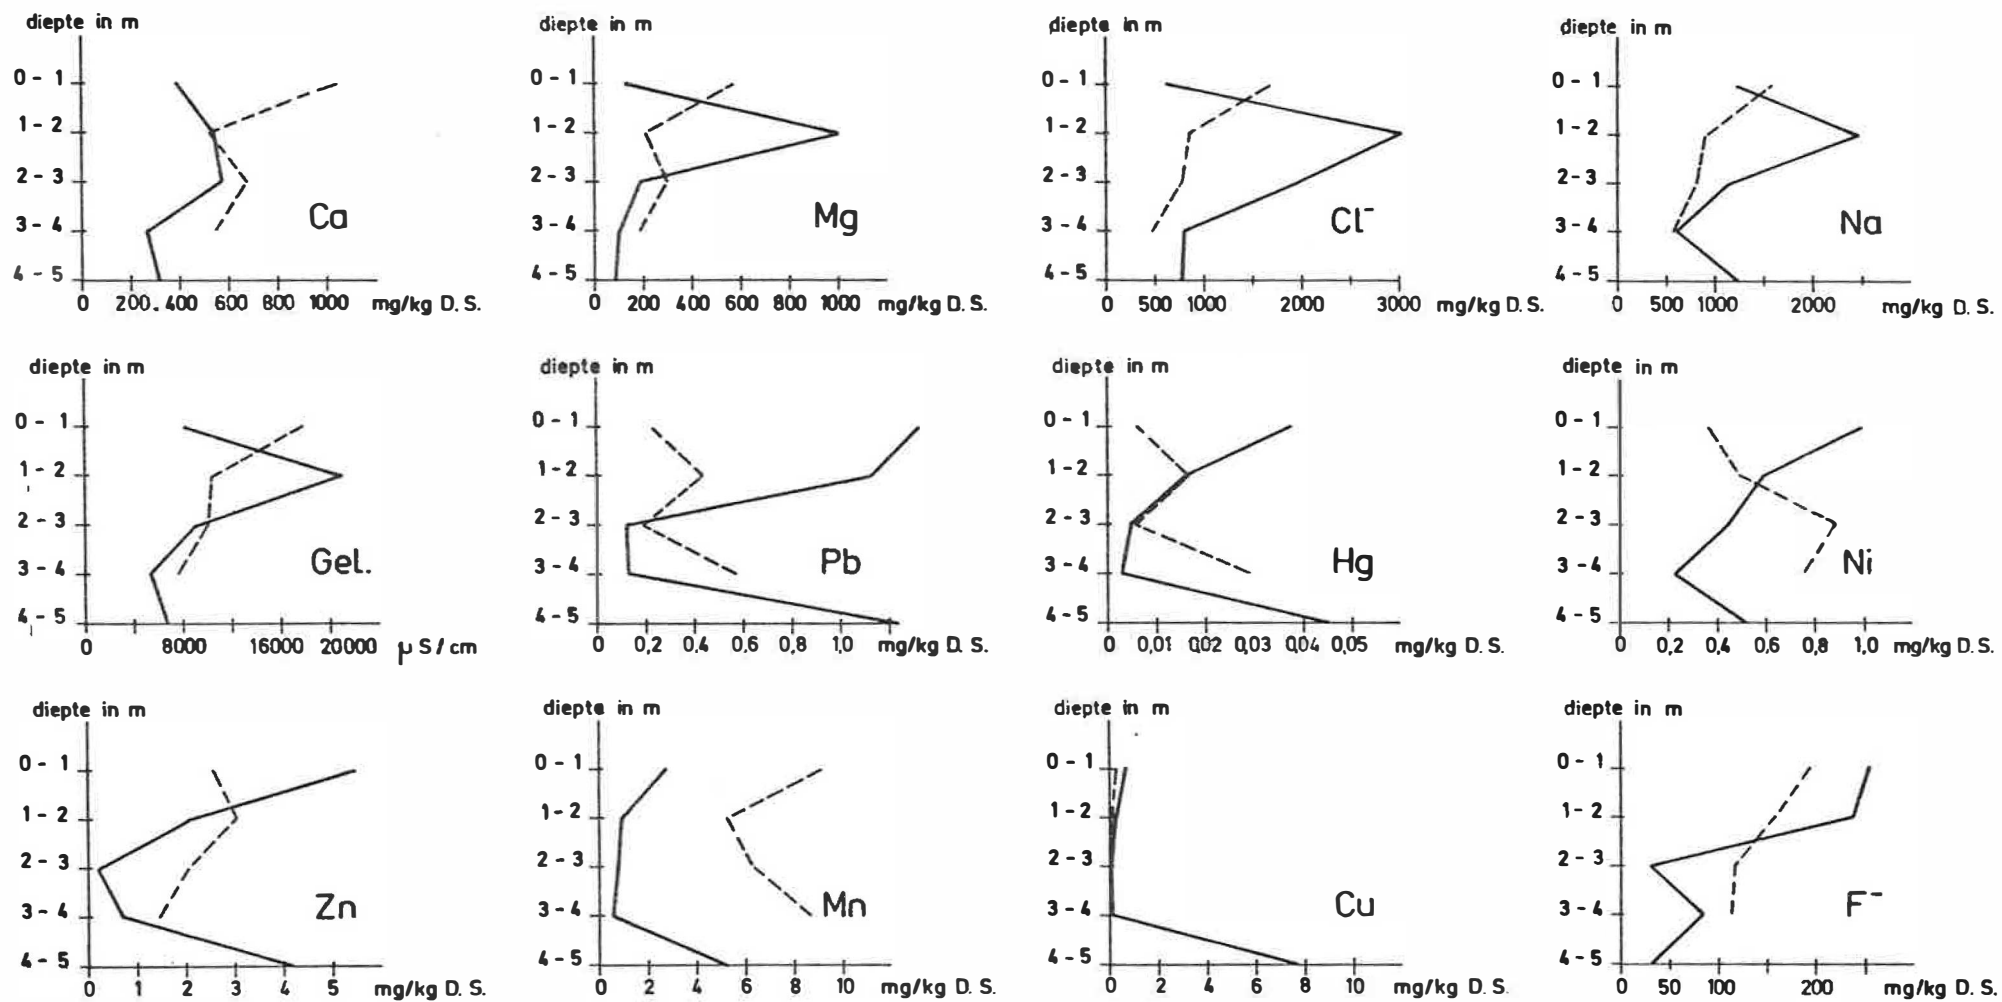 diepte in m
0 - 1
1 - 2
2 - 3
3 - 4
4 - 5
Ca
0 200. 400 600 800 1000 mg/kg D. S.
diepte in m
0 - 1
1 - 2
2 - 3
3 - 4
4 - 5
Mg
0 200 400 600 800 1000 mg/kg D. S.
diepte in m
0 - 1
1 - 2
2 - 3
3 - 4
4 - 5
Cl⁻
0 500 1000 2000 3000 mg/kg D. S.
diepte in m
0 - 1
1 - 2
2 - 3
3 - 4
4 - 5
Na
0 500 1000 2000 mg/kg D. S.
diepte in m
0 - 1
1 - 2
2 - 3
3 - 4
4 - 5
Gel.
0 8000 16000 20000 µS/cm
diepte in m
0 - 1
1 - 2
2 - 3
3 - 4
4 - 5
Pb
0 0,2 0,4 0,6 0,8 1,0 mg/kg D. S.
diepte in m
0 - 1
1 - 2
2 - 3
3 - 4
4 - 5
Hg
0 0,01 0,02 0,03 0,04 0,05 mg/kg D. S.
diepte in m
0 - 1
1 - 2
2 - 3
3 - 4
4 - 5
Ni
0 0,2 0,4 0,6 0,8 1,0 mg/kg D. S.
diepte in m
0 - 1
1 - 2
2 - 3
3 - 4
4 - 5
Zn
0 1 2 3 4 5 mg/kg D. S.
diepte in m
0 - 1
1 - 2
2 - 3
3 - 4
4 - 5
Mn
0 2 4 6 8 10 mg/kg D. S.
diepte in m
0 - 1
1 - 2
2 - 3
3 - 4
4 - 5
Cu
0 2 4 6 8 10 mg/kg D. S.
diepte in m
0 - 1
1 - 2
2 - 3
3 - 4
4 - 5
F⁻
0 50 100 200 mg/kg D. S.